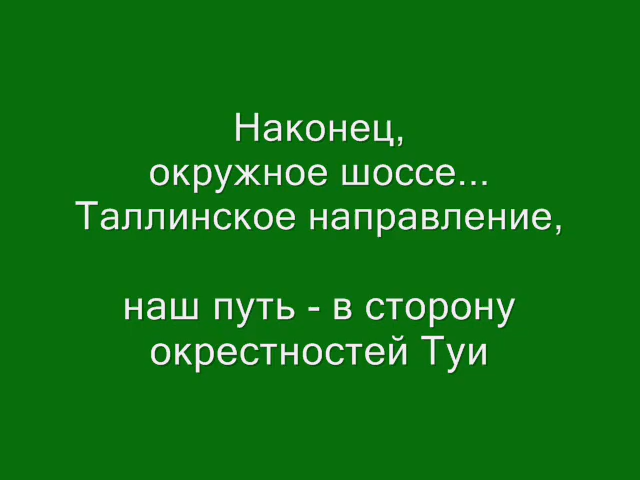 Наконец,
окружное шоссе...
Таллинское направление,
наш путь - в сторону
окрестностей Туи